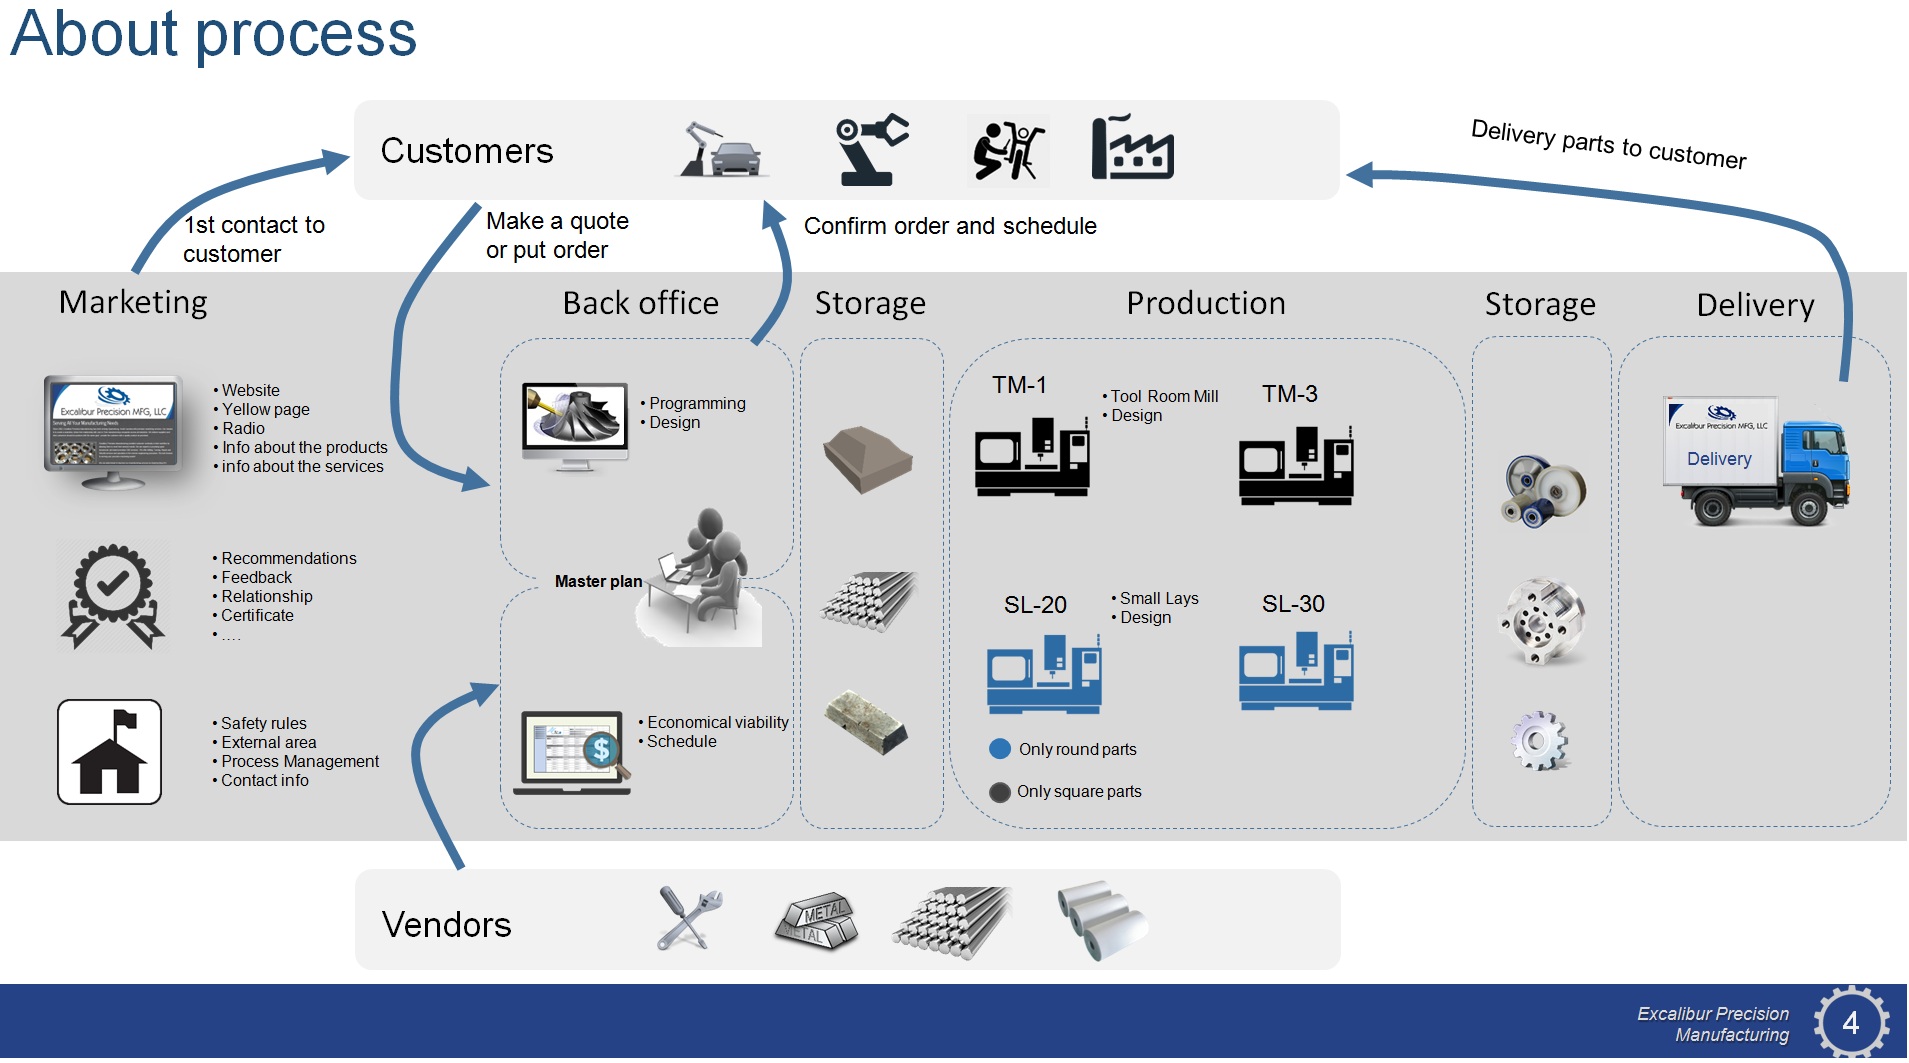 About process
Customers
Delivery parts to customer
1st contact to
customer
Make a quote
or put order
Confirm order and schedule
Marketing
Back office
Storage
Production
Storage
Delivery
Excalibur Precision MFG, LLC
Serving All Your Manufacturing Needs
• Website
• Yellow page
• Radio
• Info about the products
• info about the services
• Recommendations
• Feedback
• Relationship
• Certificate
• ....
• Safety rules
• External area
• Process Management
• Contact info
• Programming
• Design
Master plan
• Economical viability
• Schedule
$
TM-1
• Tool Room Mill
• Design
TM-3
SL-20
• Small Lays
• Design
SL-30
Only round parts
Only square parts
Excalibur Precision MFG, LLC
Delivery
Vendors
METAL
METAL
Excalibur Precision
Manufacturing
4